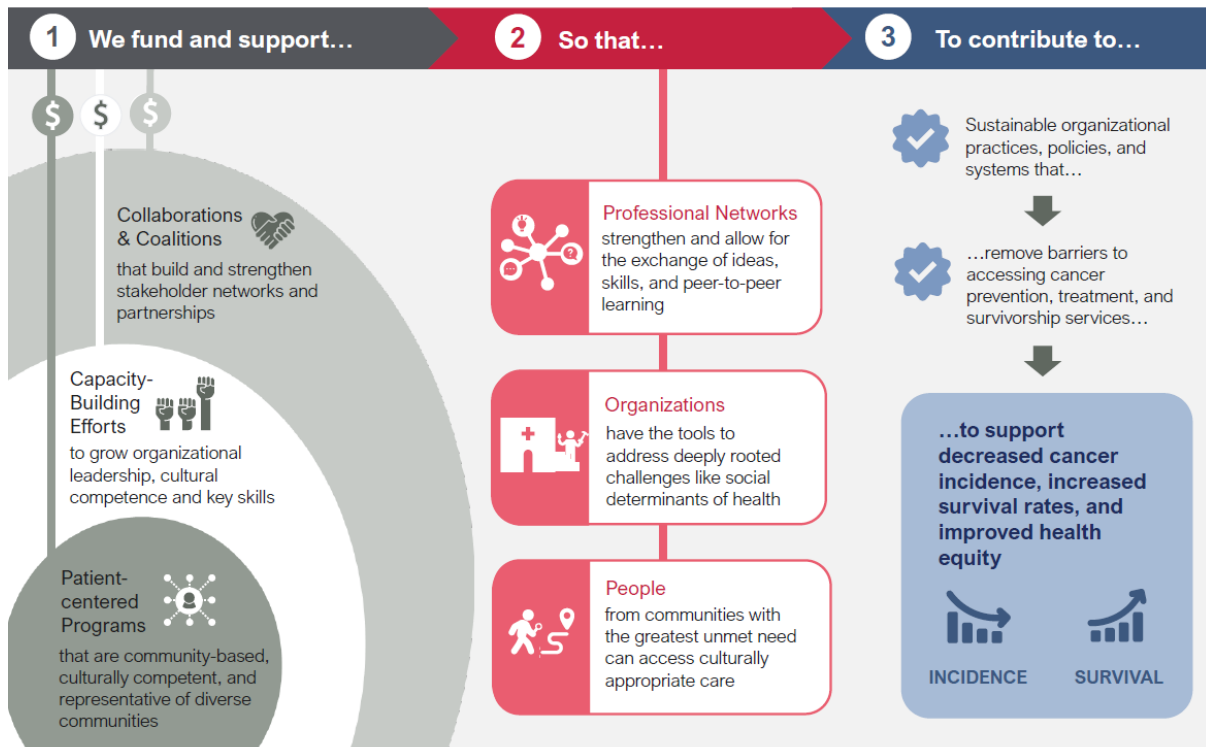 1 We fund and support…
$ $ $
Collaborations
& Coalitions
that build and strengthen
stakeholder networks and
partnerships
Capacity-
Building
Efforts
to grow organizational
leadership, cultural
competence and key skills
Patient-
centered
Programs
that are community-based,
culturally competent, and
representative of diverse
communities
2 So that…
Professional Networks
strengthen and allow for
the exchange of ideas,
skills, and peer-to-peer
learning
Organizations
have the tools to
address deeply rooted
challenges like social
determinants of health
People
from communities with
the greatest unmet need
can access culturally
appropriate care
3 To contribute to…
Sustainable organizational
practices, policies, and
systems that…
…remove barriers to
accessing cancer
prevention, treatment, and
survivorship services…
…to support
decreased cancer
incidence, increased
survival rates, and
improved health
equity
INCIDENCE SURVIVAL